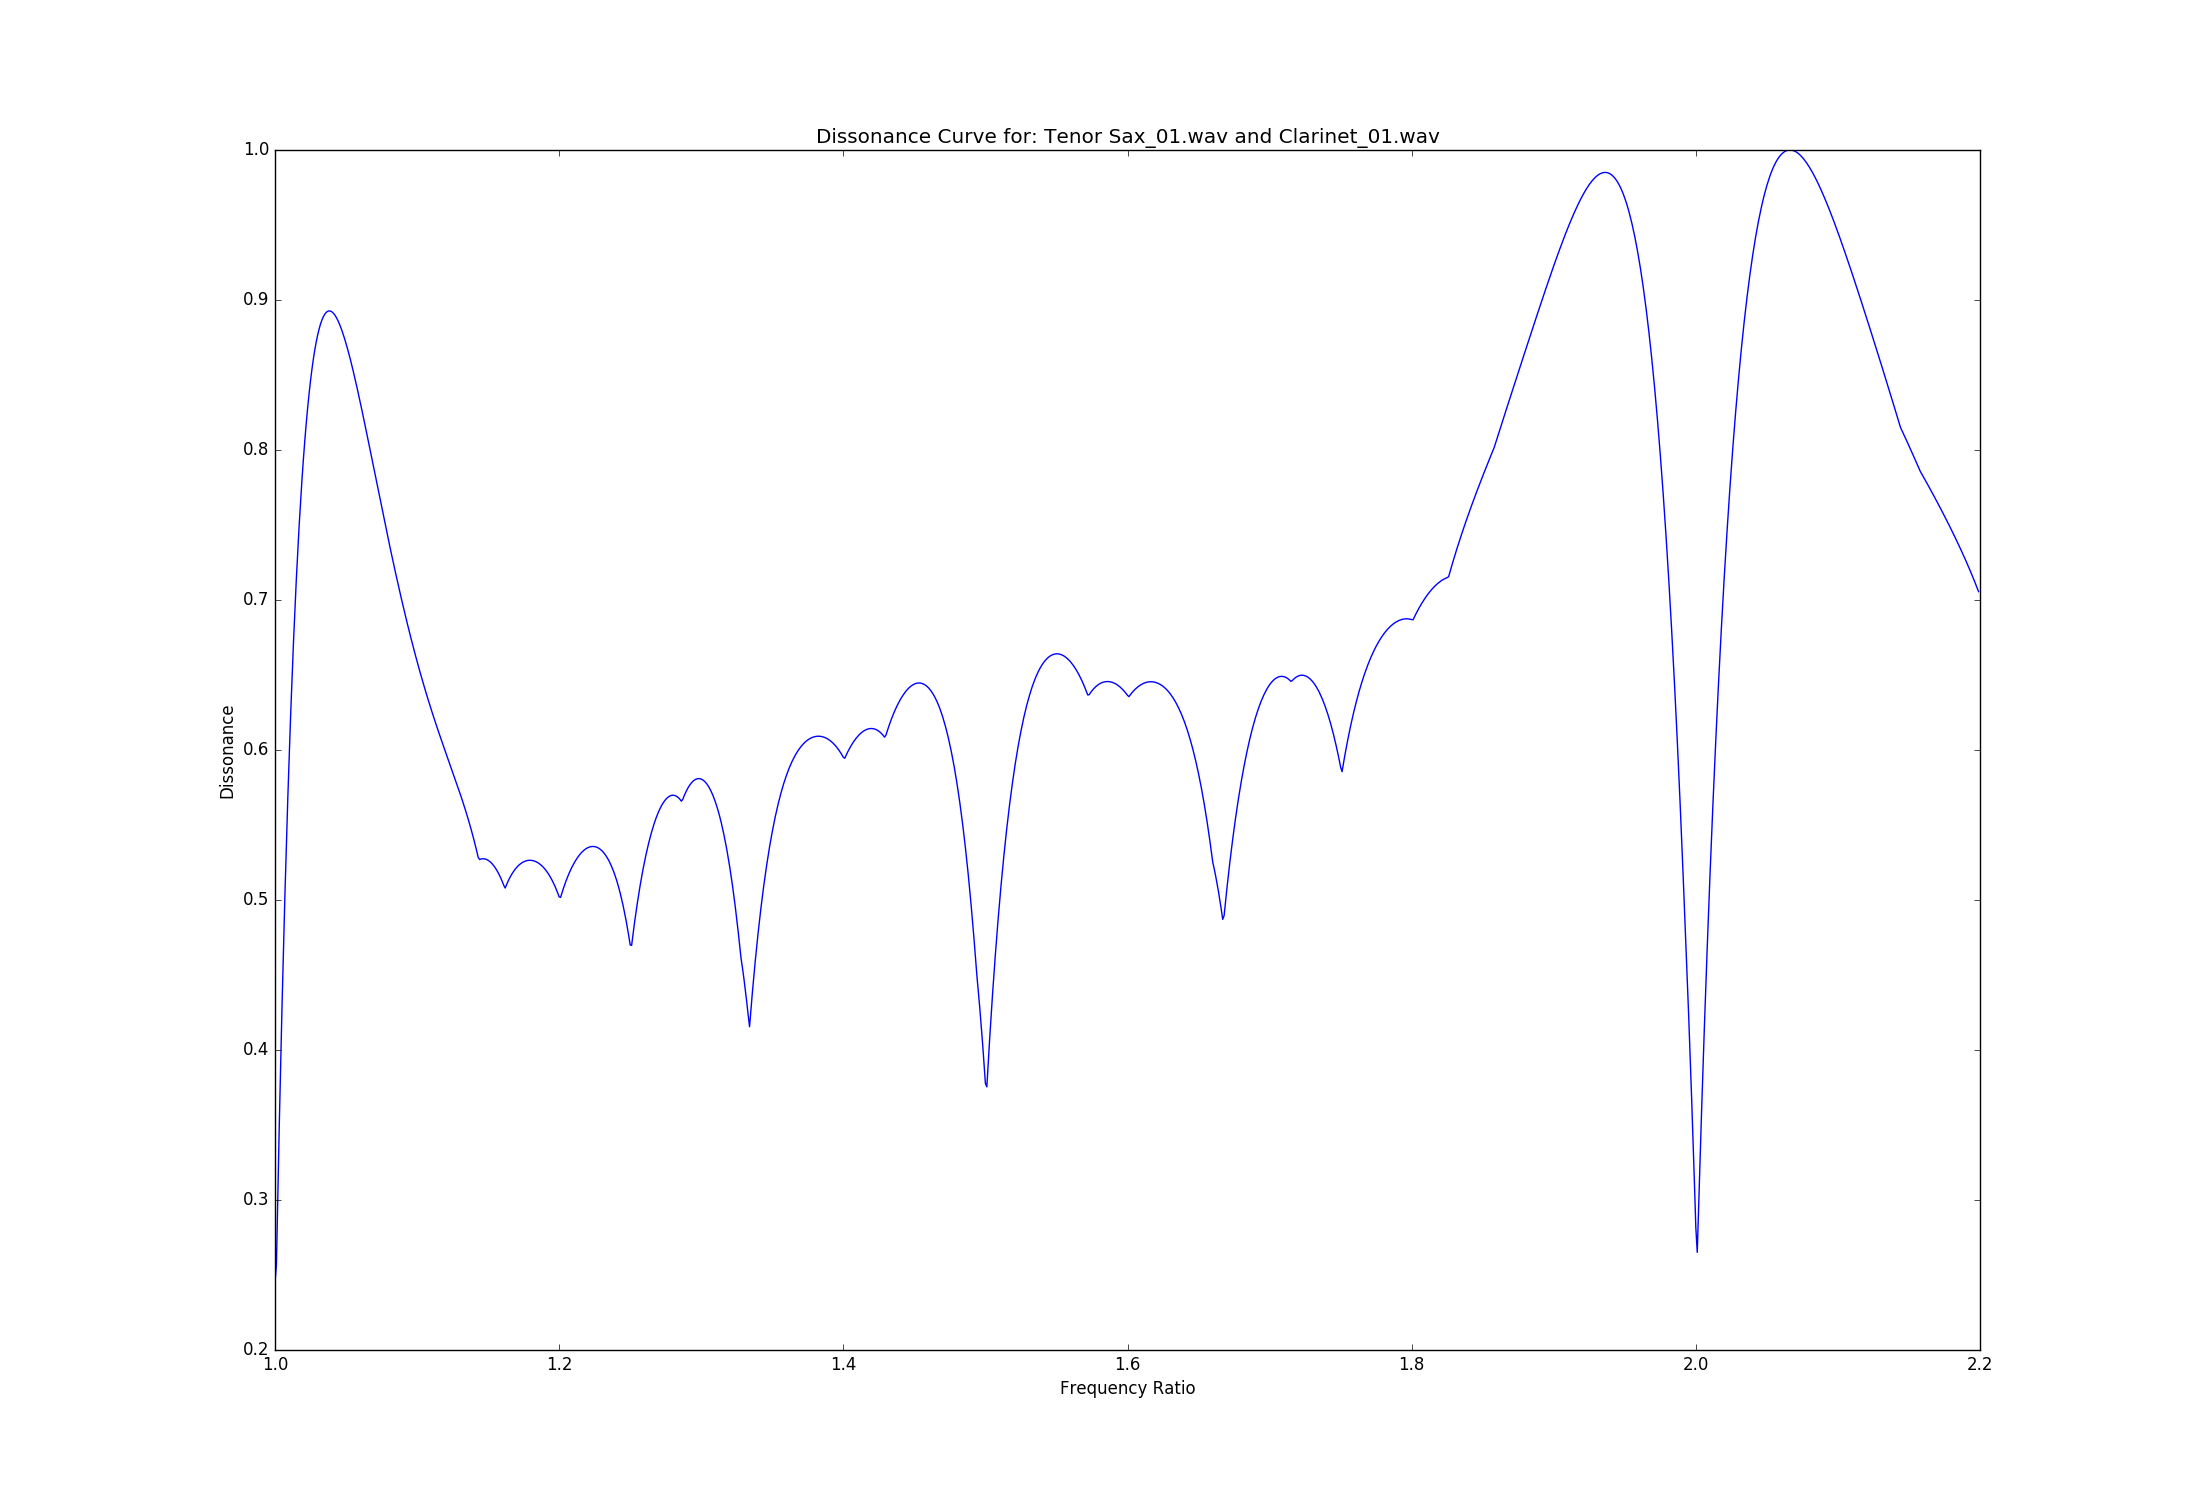 Dissonance Curve for: Tenor Sax_01.wav and Clarinet_01.wav
1.0
0.9
0.8
0.7
0.6
0.5
0.4
0.3
0.2
Dissonance
1.0 1.2 1.4 1.6 1.8 2.0 2.2
Frequency Ratio